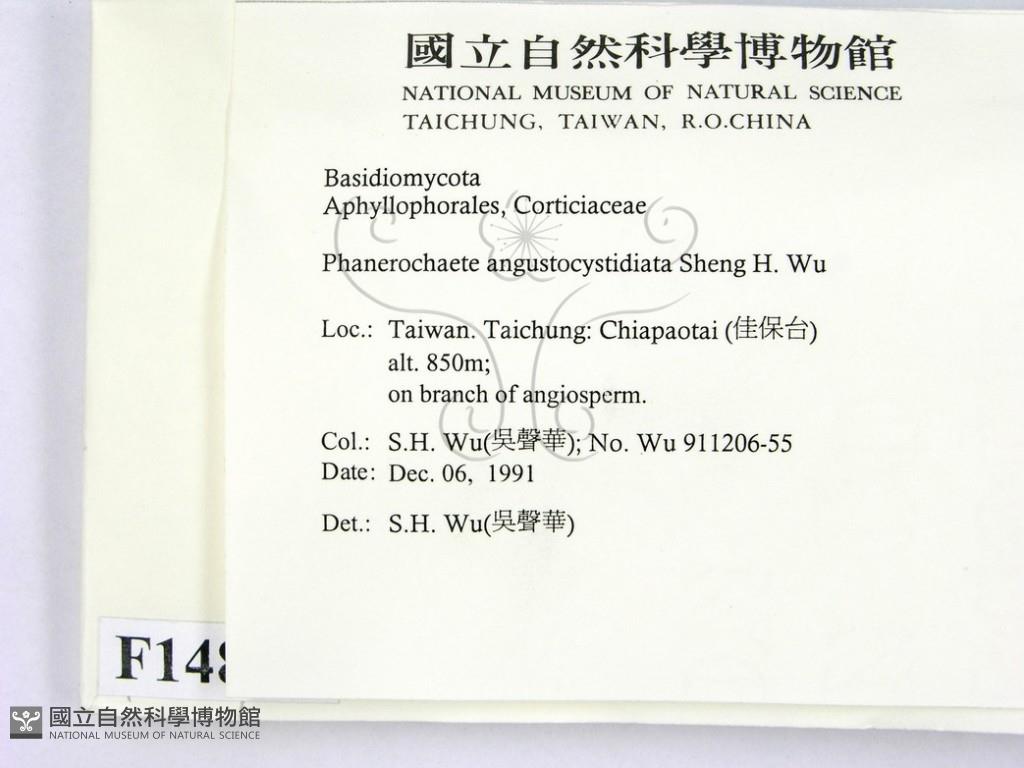 國立自然科學博物館
NATIONAL MUSEUM OF NATURAL SCIENCE
TAICHUNG, TAIWAN, R.O.CHINA
Basidiomycota
Aphyllophorales, Corticiaceae
Phanerochaete angustocystidiata Sheng H. Wu
Loc.: Taiwan. Taichung: Chiapaotai (佳保台)
alt. 850m;
on branch of angiosperm.
Col.: S.H. Wu(吳聲華); No. Wu 911206-55
Date: Dec. 06, 1991
Det.: S.H. Wu(吳聲華)
F148
國立自然科學博物館
NATIONAL MUSEUM OF NATURAL SCIENCE